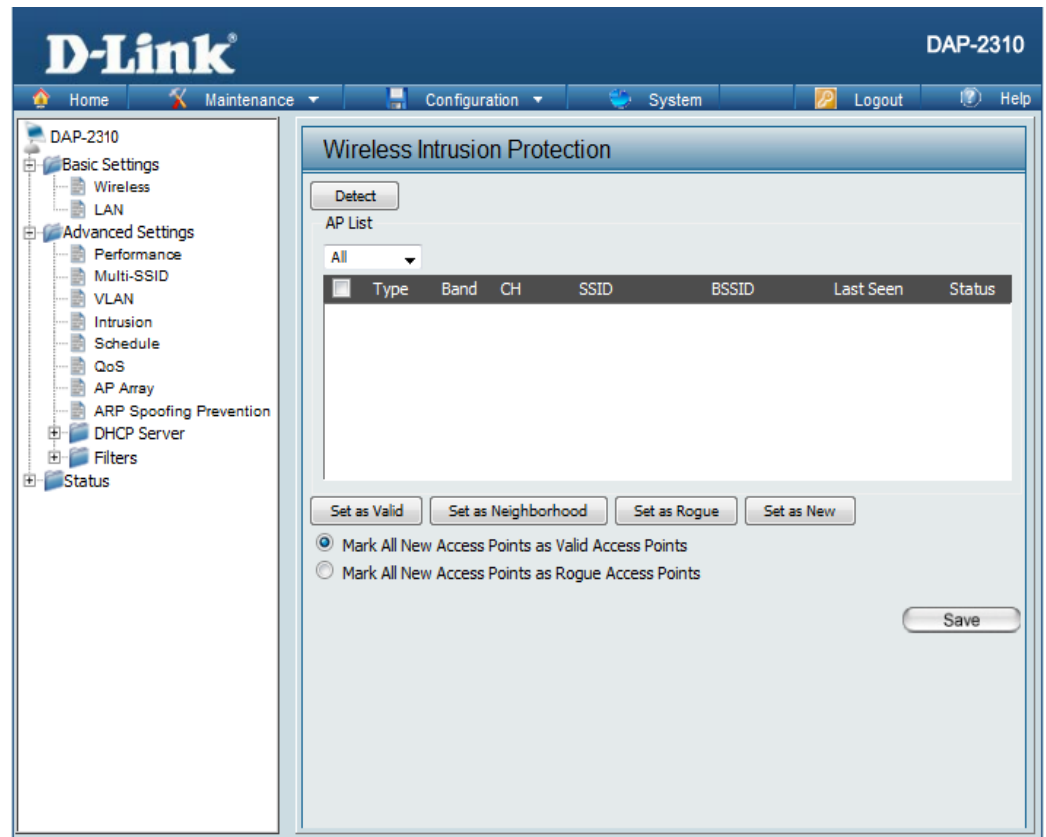 D-Link®
DAP-2310
Home Maintenance Configuration System Logout Help
DAP-2310
Basic Settings
Wireless
LAN
Advanced Settings
Performance
Multi-SSID
VLAN
Intrusion
Schedule
QoS
AP Array
ARP Spoofing Prevention
DHCP Server
Filters
Status
Wireless Intrusion Protection
Detect
AP List
All
Type Band CH SSID BSSID Last Seen Status
Set as Valid Set as Neighborhood Set as Rogue Set as New
Mark All New Access Points as Valid Access Points
Mark All New Access Points as Rogue Access Points
Save